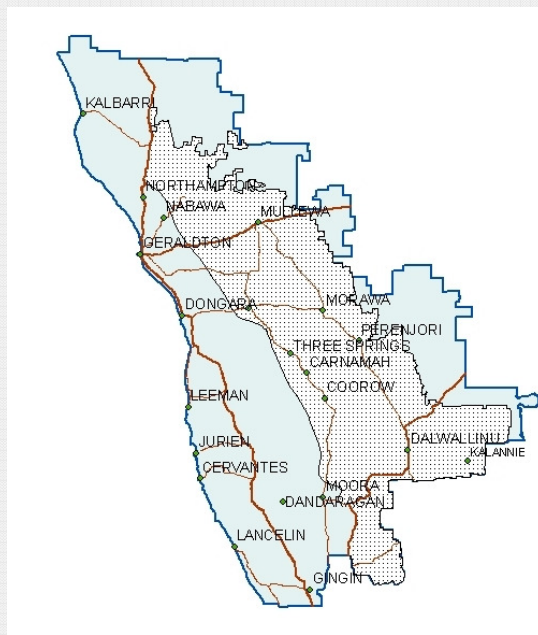 KALBARRI
NORTHAMPTON
NABAWA
MULLEWA
GERALDTON
DONGARA
MORAWA
PERENJORI
THREE SPRINGS
CARNAMAH
COOROW
LEEMAN
JURIEN
DALWALLINU
KALANNIE
CERVANTES
MOORA
DANDARAGAN
LANCELIN
GINGIN